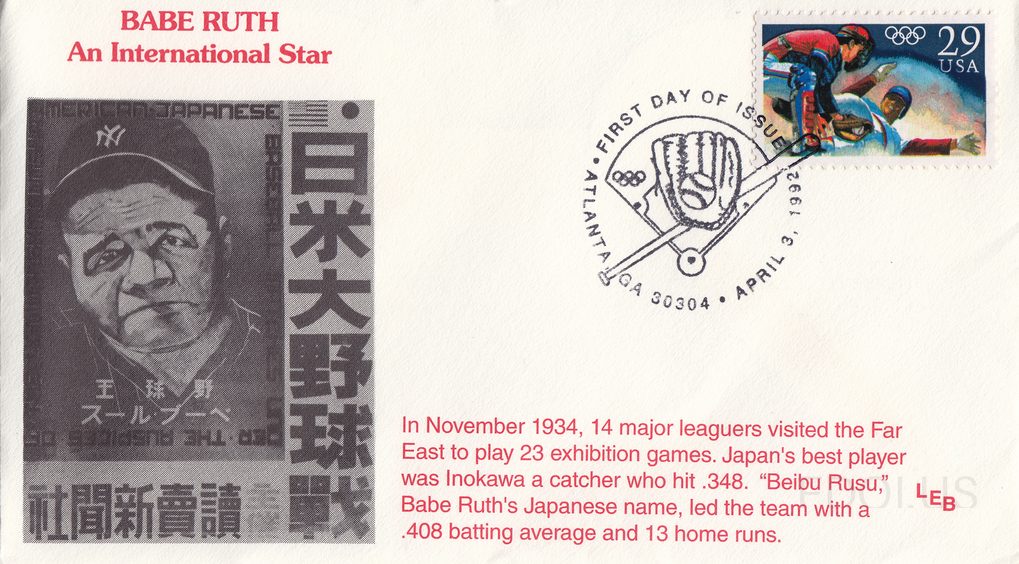 BABE RUTH
An International Star
AMERICAN-JAPANESE
BASEBALL
NY
日米大野球戰
王球野
スール・ブーベ
DER THE AUSPICES OF
社聞新賣讀
29
USA
• FIRST DAY OF ISSUE
ATLANTA, GA 30304 • APRIL 3, 1992
In November 1934, 14 major leaguers visited the Far
East to play 23 exhibition games. Japan's best player
was Inokawa a catcher who hit .348. "Beibu Rusu,"
Babe Ruth's Japanese name, led the team with a
.408 batting average and 13 home runs.
LEB